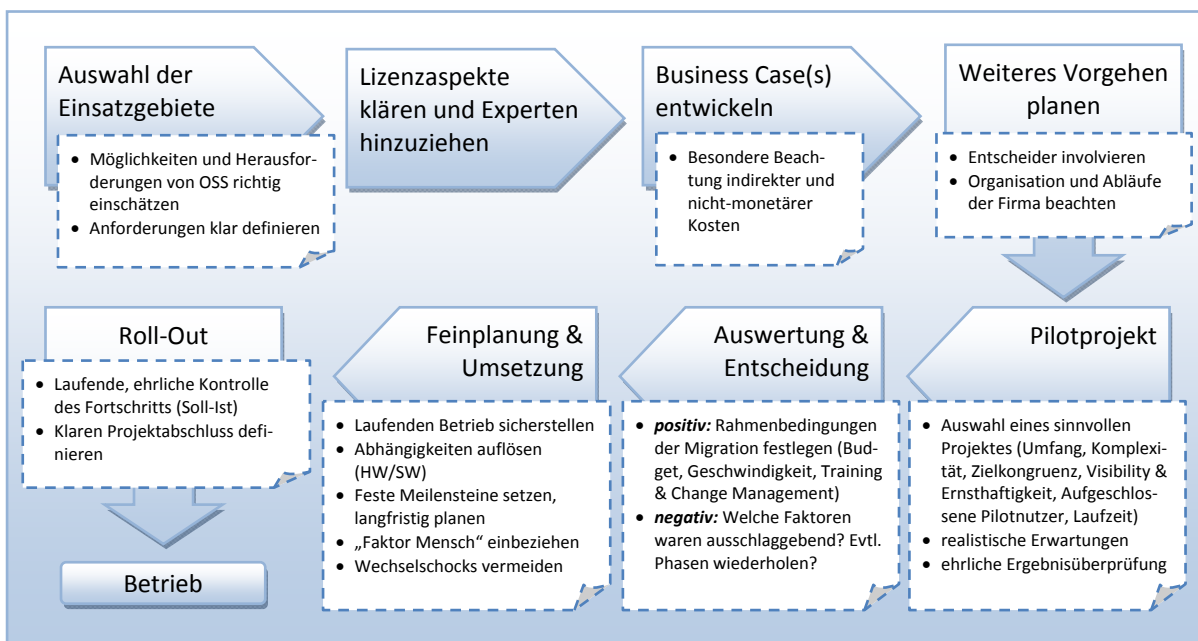 Auswahl der
Einsatzgebiete
• Möglichkeiten und Herausfor-
derungen von OSS richtig
einschätzen
• Anforderungen klar definieren
Lizenzaspekte
klären und Experten
hinzuziehen
Business Case(s)
entwickeln
• Besondere Beach-
tung indirekter und
nicht-monetärer
Kosten
Weiteres Vorgehen
planen
• Entscheider involvieren
• Organisation und Abläufe
der Firma beachten
Pilotprojekt
• Auswahl eines sinnvollen
Projektes (Umfang, Komplexi-
tät, Zielkongruenz, Visibility &
Ernsthaftigkeit, Aufgeschlos-
sene Pilotnutzer, Laufzeit)
• realistische Erwartungen
• ehrliche Ergebnisüberprüfung
Auswertung &
Entscheidung
• positiv: Rahmenbedingungen
der Migration festlegen (Bud-
get, Geschwindigkeit, Training
& Change Management)
• negativ: Welche Faktoren
waren ausschlaggebend? Evtl.
Phasen wiederholen?
Feinplanung &
Umsetzung
• Laufenden Betrieb sicherstellen
• Abhängigkeiten auflösen
(HW/SW)
• Feste Meilensteine setzen,
langfristig planen
• „Faktor Mensch“ einbeziehen
• Wechselschocks vermeiden
Roll-Out
• Laufende, ehrliche Kontrolle
des Fortschritts (Soll-Ist)
• Klaren Projektabschluss defi-
nieren
Betrieb